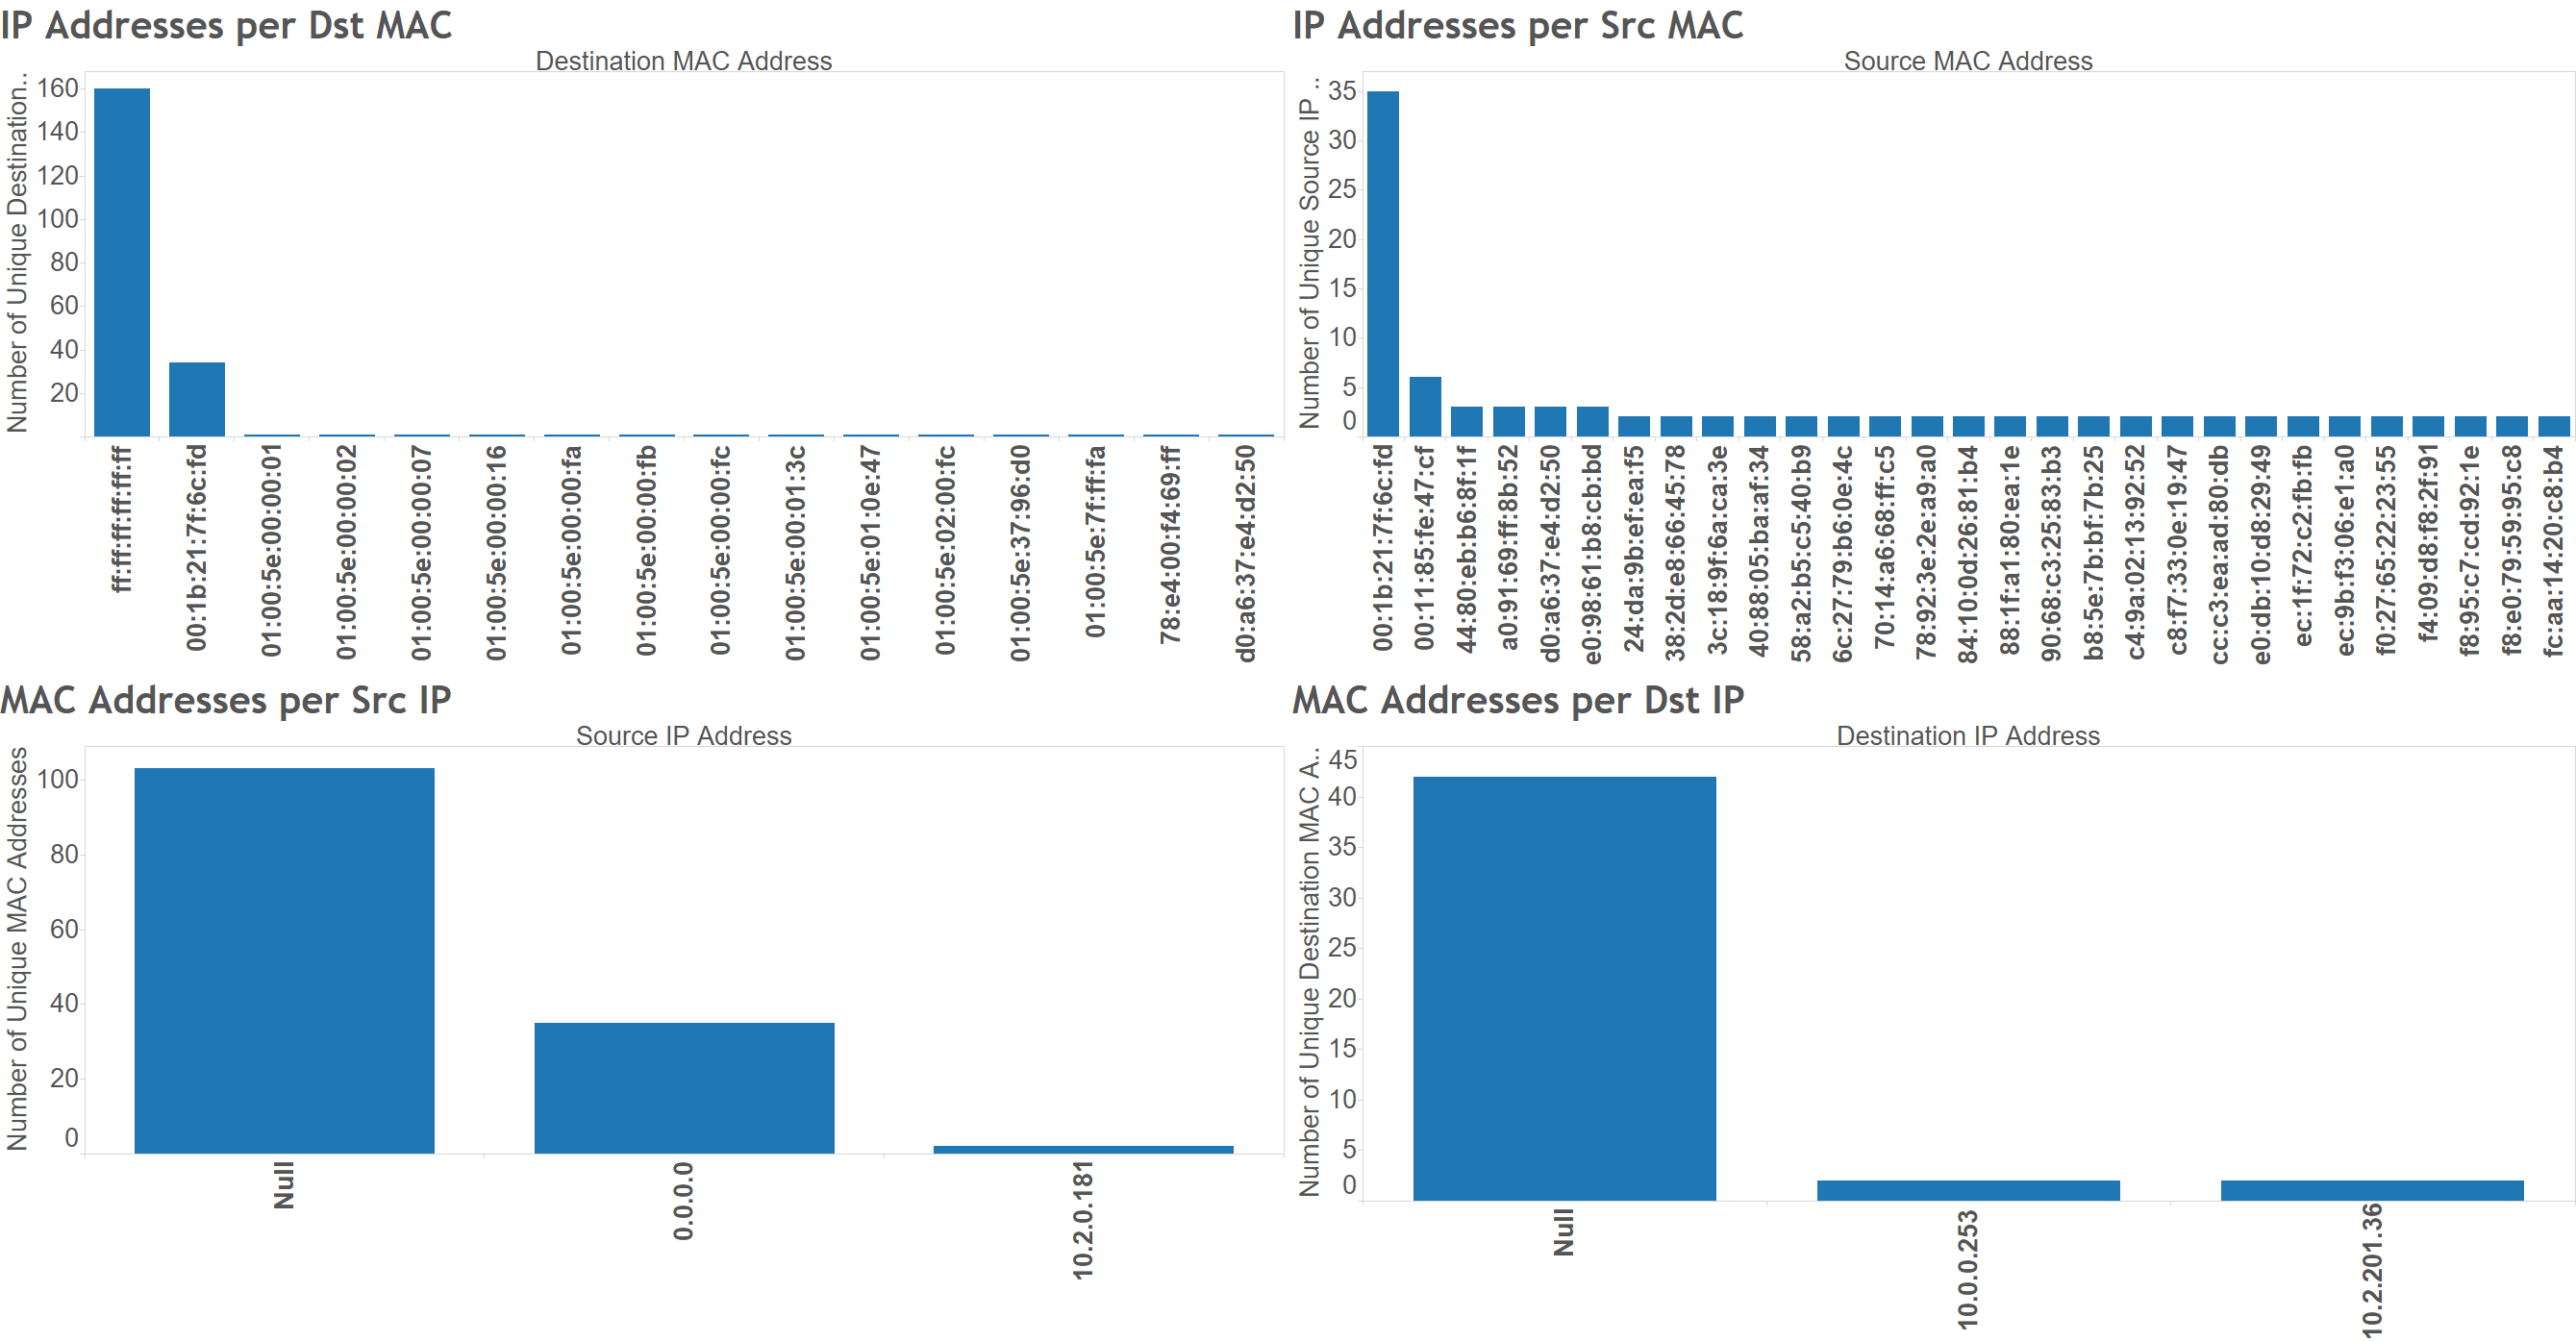 IP Addresses per Dst MAC
Destination MAC Address
Number of Unique Destination..
160
140
120
100
80
60
40
20
ff:ff:ff:ff:ff:ff
00:1b:21:7f:6c:fd
01:00:5e:00:00:01
01:00:5e:00:00:02
01:00:5e:00:00:07
01:00:5e:00:00:16
01:00:5e:00:00:fa
01:00:5e:00:00:fb
01:00:5e:00:00:fc
01:00:5e:00:01:3c
01:00:5e:01:0e:47
01:00:5e:02:00:fc
01:00:5e:37:96:d0
01:00:5e:7f:ff:fa
78:e4:00:f4:69:ff
d0:a6:37:e4:d2:50
IP Addresses per Src MAC
Source MAC Address
Number of Unique Source IP ..
35
30
25
20
15
10
5
0
00:1b:21:7f:6c:fd
00:11:85:fe:47:cf
44:80:eb:b6:8f:1f
a0:91:69:ff:8b:52
d0:a6:37:e4:d2:50
e0:98:61:b8:cb:bd
24:da:9b:ef:ea:f5
38:2d:e8:66:45:78
3c:18:9f:6a:ca:3e
40:88:05:ba:af:34
58:a2:b5:c5:40:b9
6c:27:79:b6:0e:4c
70:14:a6:68:ff:c5
78:92:3e:2e:a9:a0
84:10:0d:26:81:b4
88:1f:a1:80:ea:1e
90:68:c3:25:83:b3
b8:5e:7b:bf:7b:25
c4:9a:02:13:92:52
c8:f7:33:0e:19:47
cc:c3:ea:ad:80:db
e0:db:10:d8:29:49
ec:1f:72:c2:fb:fb
ec:9b:f3:06:e1:a0
f0:27:65:22:23:55
f4:09:d8:f8:2f:91
f8:95:c7:cd:92:1e
f8:e0:79:59:95:c8
fc:aa:14:20:c8:b4
MAC Addresses per Src IP
Source IP Address
Number of Unique MAC Addresses
100
80
60
40
20
0
Null
0.0.0.0
10.2.0.181
MAC Addresses per Dst IP
Destination IP Address
Number of Unique Destination MAC A..
45
40
35
30
25
20
15
10
5
0
Null
10.0.0.253
10.2.201.36